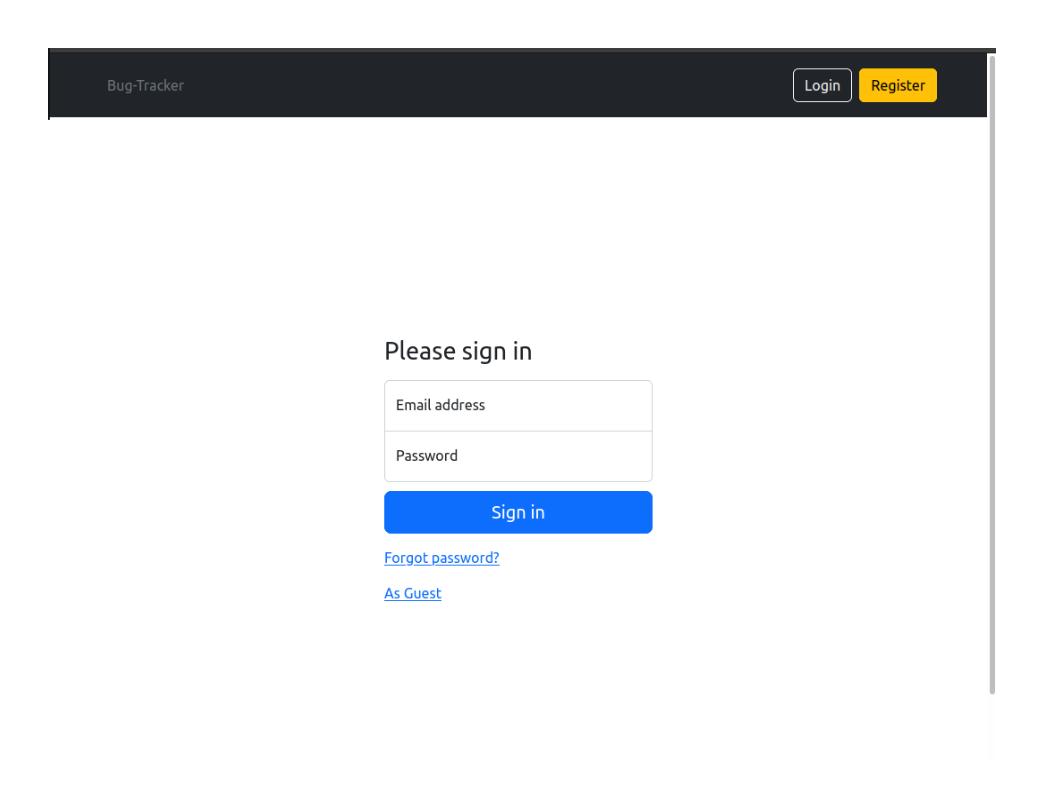 Bug-Tracker Login Register
Please sign in
Email address
Password
Sign in
Forgot password?
As Guest